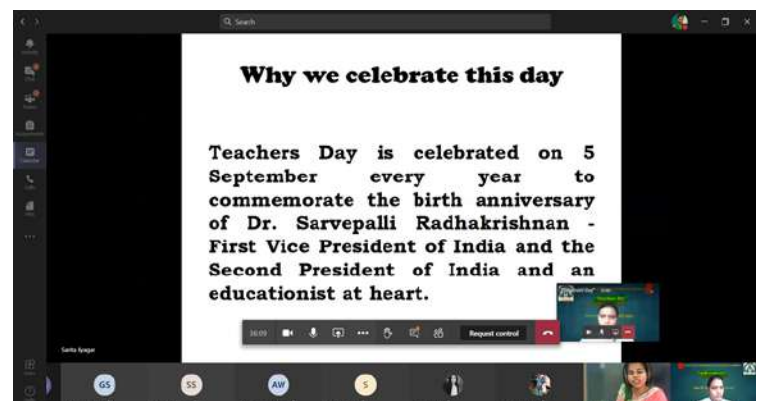 Search
Why we celebrate this day
Teachers Day is celebrated on 5
September every year to
commemorate the birth anniversary
of Dr. Sarvepalli Radhakrishnan -
First Vice President of India and the
Second President of India and an
educationist at heart.
Request control
GS
SS
AW
S